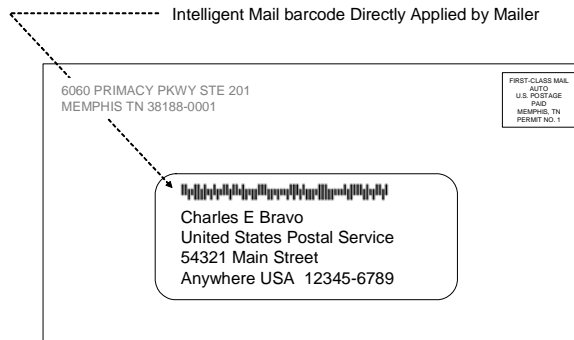 Intelligent Mail barcode Directly Applied by Mailer
6060 PRIMACY PKWY STE 201
MEMPHIS TN 38188-0001
FIRST-CLASS MAIL
AUTO
U.S. POSTAGE
PAID
MEMPHIS, TN
PERMIT NO. 1
Charles E Bravo
United States Postal Service
54321 Main Street
Anywhere USA  12345-6789